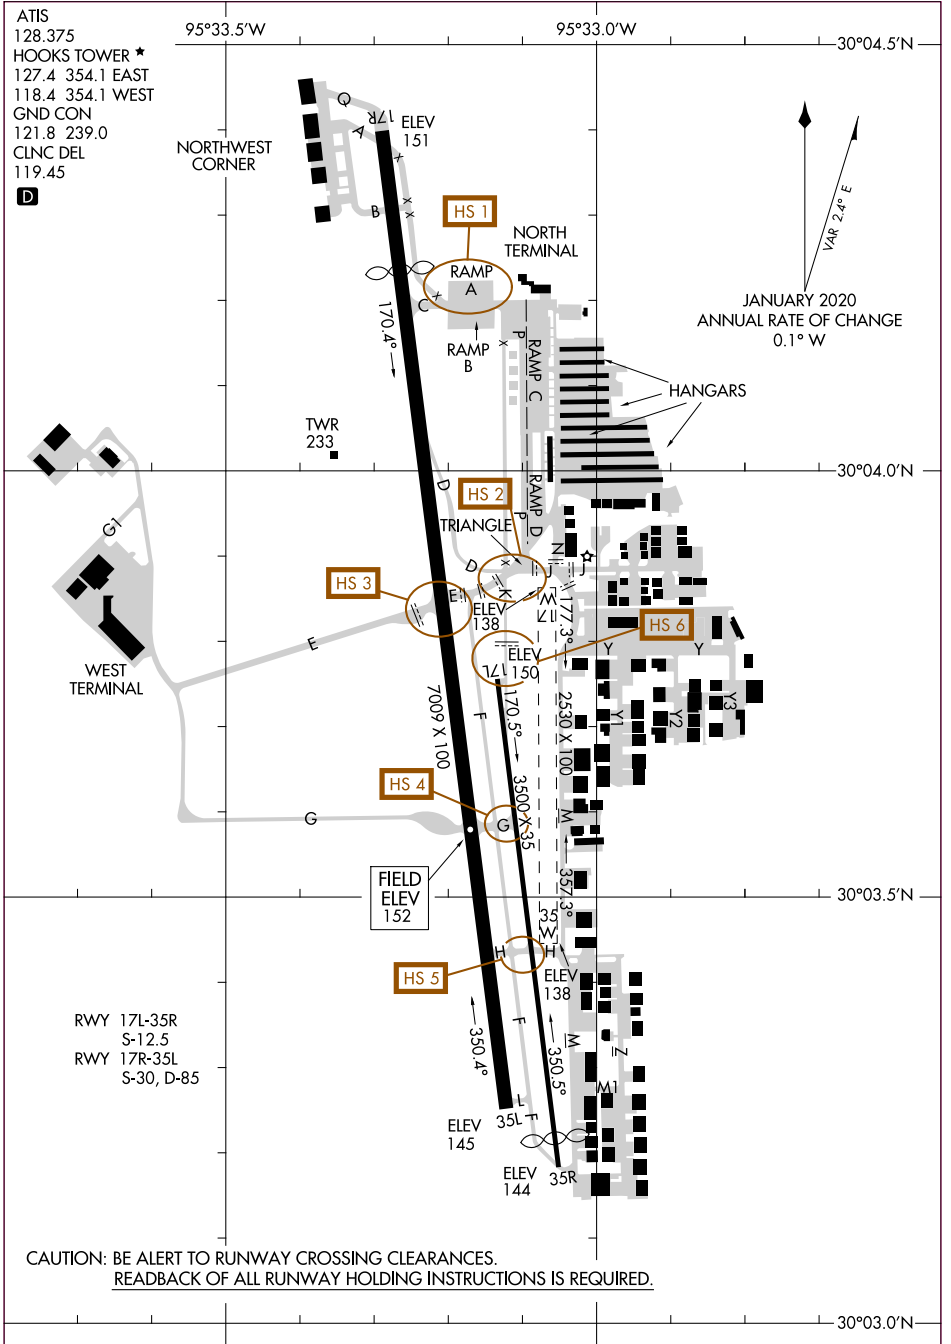 ATIS
128.375
HOOKS TOWER ★
127.4 354.1 EAST
118.4 354.1 WEST
GND CON
121.8 239.0
CLNC DEL
119.45
D
95°33.5'W
95°33.0'W
30°04.5'N
NORTHWEST
CORNER
Q
A
17R
ELEV
151
X
X
X
B
HS 1
NORTH
TERMINAL
VAR 2.4° E
JANUARY 2020
ANNUAL RATE OF CHANGE
0.1° W
RAMP
A
X
C
170.4°
RAMP
B
X
P
RAMP C
HANGARS
TWR
233
30°04.0'N
D
HS 2
P
RAMP D
TRIANGLE
G1
N
D
X
J
J
K
HS 3
E
ELEV
138
17
W
177.3°
HS 6
E
ELEV
150
17L
Y
Y
WEST
TERMINAL
7009 X 100
F
170.5°
2530 X 100
Y1
Y2
Y3
HS 4
3500 X 35
G
G
M
FIELD
ELEV
152
357.3°
30°03.5'N
35
W
H
H
HS 5
ELEV
138
RWY 17L-35R
S-12.5
RWY 17R-35L
S-30, D-85
350.4°
F
350.5°
M
Z
M1
L
F
35L
ELEV
145
ELEV
144
35R
CAUTION: BE ALERT TO RUNWAY CROSSING CLEARANCES.
READBACK OF ALL RUNWAY HOLDING INSTRUCTIONS IS REQUIRED.
30°03.0'N